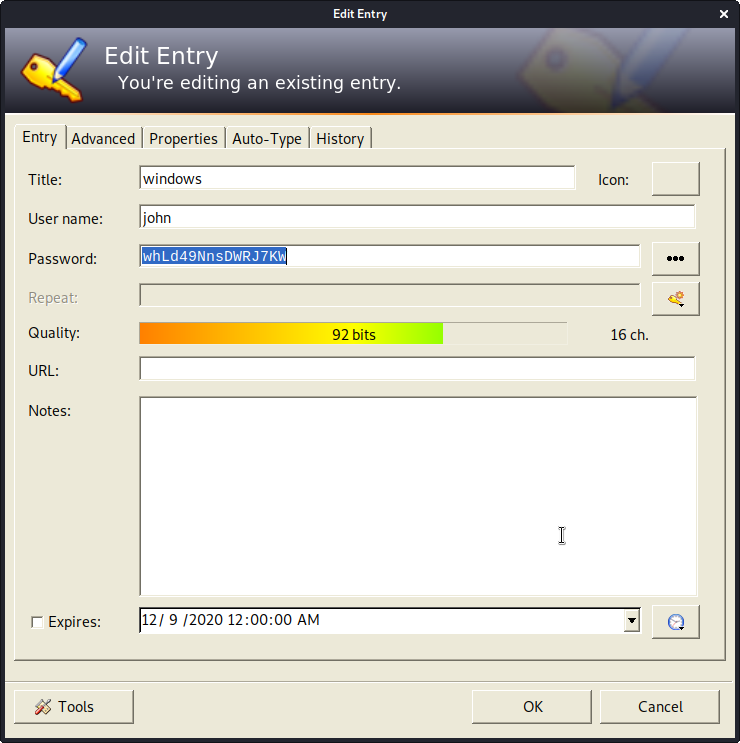 Edit Entry
Edit Entry
You're editing an existing entry.
Entry Advanced Properties Auto-Type History
Title: windows Icon:
User name: john
Password: whLd49NnsDWRJ7KW
Repeat:
Quality: 92 bits 16 ch.
URL:
Notes:
Expires: 12/ 9 /2020 12:00:00 AM
Tools OK Cancel